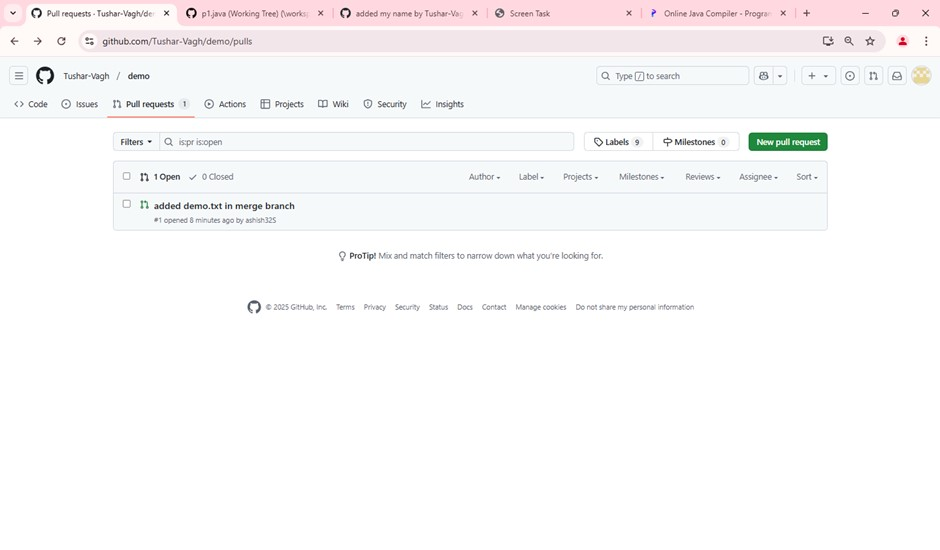 Pull requests · Tushar-Vagh/de
p1.java (Working Tree) (\works
added my name by Tushar-Vagh
Screen Task
Online Java Compiler - Program
github.com/Tushar-Vagh/demo/pulls
Tushar-Vagh / demo
Type / to search
Code
Issues
Pull requests 1
Actions
Projects
Wiki
Security
Insights
Filters
is:pr is:open
Labels 9
Milestones 0
New pull request
1 Open
0 Closed
Author
Label
Projects
Milestones
Reviews
Assignee
Sort
added demo.txt in merge branch
#1 opened 8 minutes ago by ashish325
ProTip! Mix and match filters to narrow down what you're looking for.
© 2025 GitHub, Inc. Terms Privacy Security Status Docs Contact Manage cookies Do not share my personal information